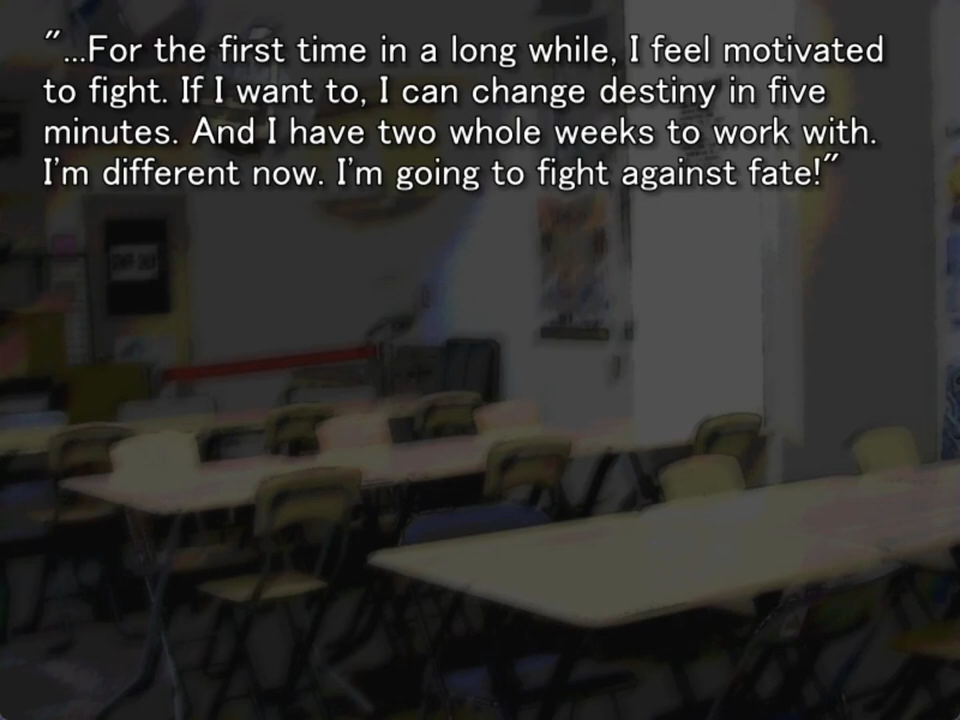 "...For the first time in a long while, I feel motivated
to fight. If I want to, I can change destiny in five
minutes. And I have two whole weeks to work with.
I'm different now. I'm going to fight against fate!"